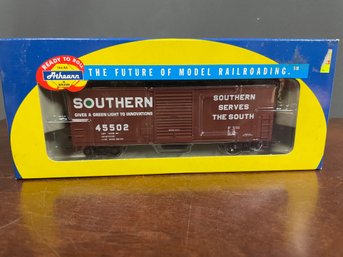 READY TO ROLL
Athearn
THE FUTURE OF MODEL RAILROADING.
SOUTHERN
GIVES A GREEN LIGHT TO INNOVATIONS
45502
SOUTHERN
SERVES
THE SOUTH